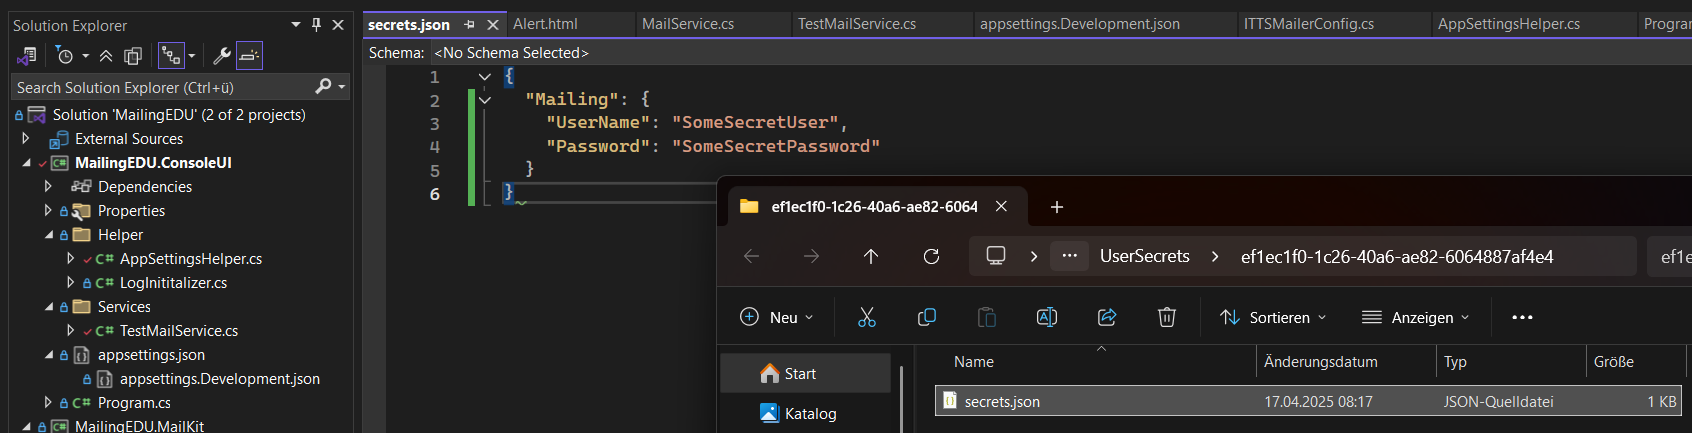 Solution Explorer
Search Solution Explorer (Ctrl+ü)
Solution 'MailingEDU' (2 of 2 projects)
External Sources
MailingEDU.ConsoleUI
Dependencies
Properties
Helper
AppSettingsHelper.cs
LogInititalizer.cs
Services
TestMailService.cs
appsettings.json
appsettings.Development.json
Program.cs
MailingEDU.MailKit
secrets.json Alert.html MailService.cs TestMailService.cs appsettings.Development.json ITTSMailerConfig.cs AppSettingsHelper.cs Program
Schema: <No Schema Selected>
1 {
2 "Mailing": {
3 "UserName": "SomeSecretUser",
4 "Password": "SomeSecretPassword"
5 }
6 }
ef1ec1f0-1c26-40a6-ae82-6064
UserSecrets > ef1ec1f0-1c26-40a6-ae82-6064887af4e4 ef1e
Neu Sortieren Anzeigen
Start
Katalog
Name Änderungsdatum Typ Größe
secrets.json 17.04.2025 08:17 JSON-Quelldatei 1 KB